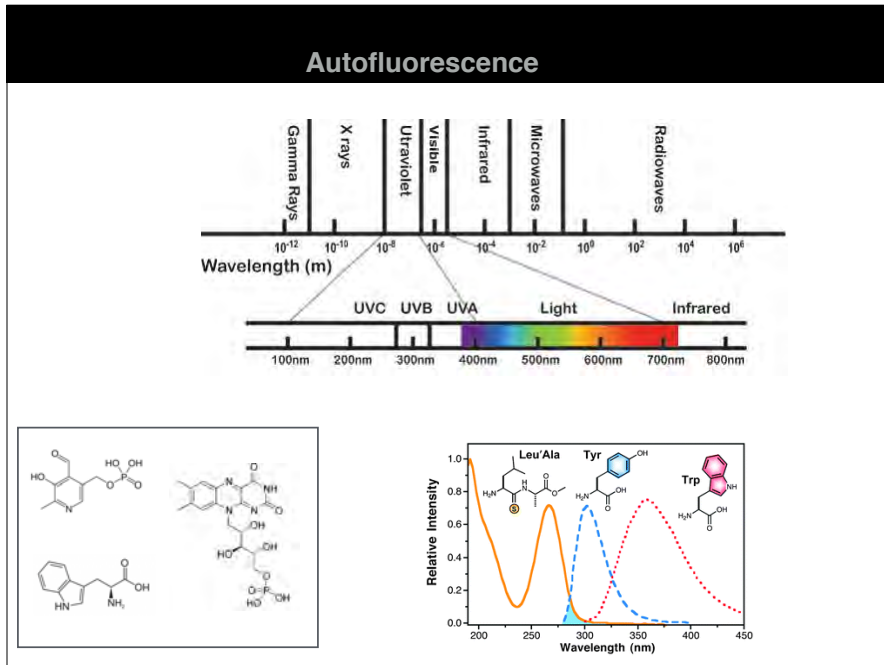 Autofluorescence
Gamma Rays
X rays
Utraviolet
Visible
Infrared
Microwaves
Radiowaves
10⁻¹² 10⁻¹⁰ 10⁻⁸ 10⁻⁶ 10⁻⁴ 10⁻² 10⁰ 10² 10⁴ 10⁶
Wavelength (m)
UVC UVB UVA Light Infrared
100nm 200nm 300nm 400nm 500nm 600nm 700nm 800nm
O
O
HO OH
HO P
O
N
O
OH
HN
NH₂
O
N
NH
N N O
OH
HO OH
O
O P
HO OH
Relative Intensity
1.0
0.8
0.6
0.4
0.2
0.0
Leu'Ala
H₂N
H
N
O
O
S
Tyr
OH
O
H₂N OH
Trp
NH
O
H₂N
OH
200 250 300 350 400 450
Wavelength (nm)